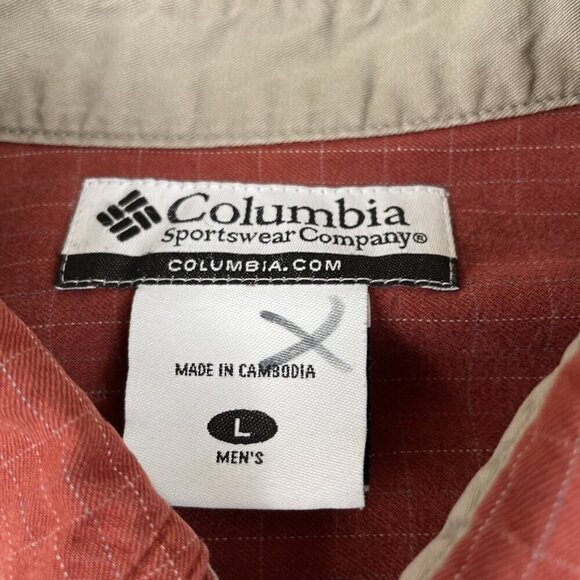 Columbia
Sportswear Company®
COLUMBIA.COM
X
MADE IN CAMBODIA
L
MEN'S